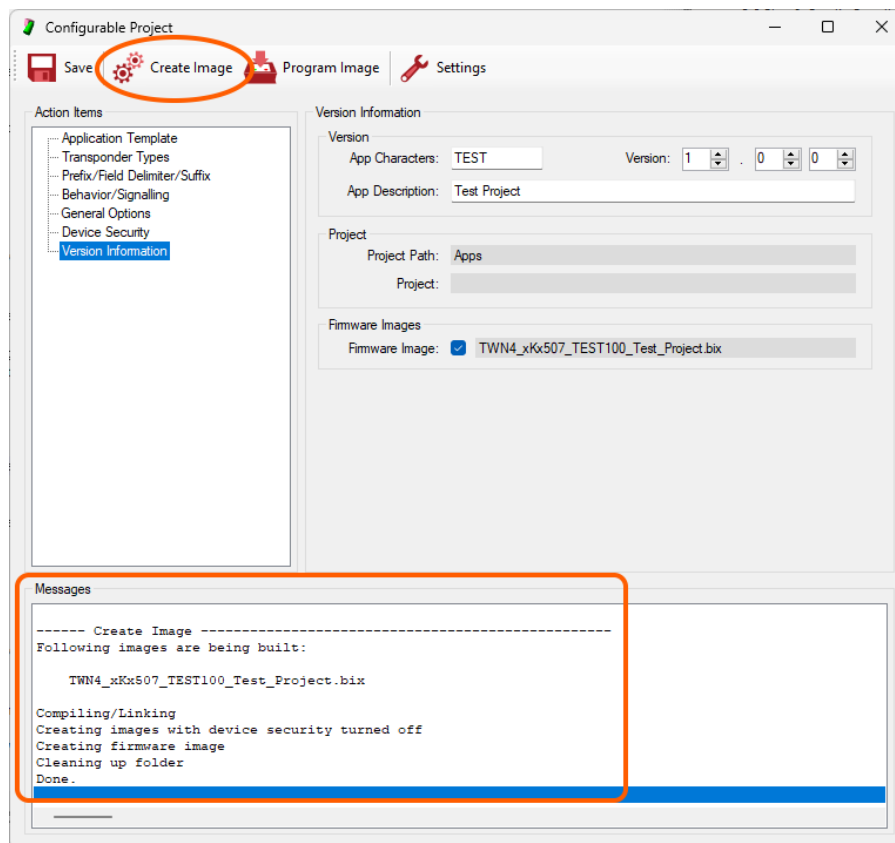 Configurable Project
Save Create Image Program Image Settings
Action Items
Application Template
Transponder Types
Prefix/Field Delimiter/Suffix
Behavior/Signalling
General Options
Device Security
Version Information
Version Information
Version
App Characters: TEST Version: 1 . 0 0
App Description: Test Project
Project
Project Path: Apps
Project:
Firmware Images
Firmware Image: TWN4_xKx507_TEST100_Test_Project.bix
Messages
------ Create Image --------------------------------------------------
Following images are being built:
TWN4_xKx507_TEST100_Test_Project.bix
Compiling/Linking
Creating images with device security turned off
Creating firmware image
Cleaning up folder
Done.